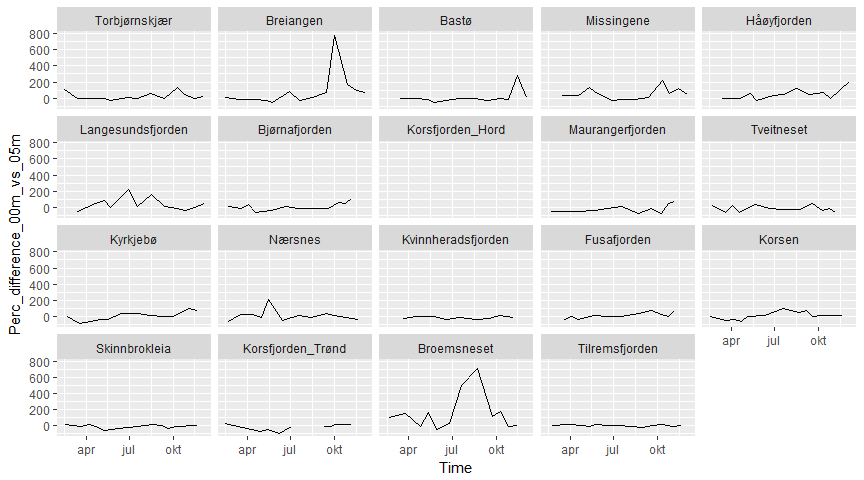 Torbjørnskjær Breiangen Bastø Missingene Håøyfjorden
800
600
400
200
0
Langesundsfjorden Bjørnafjorden Korsfjorden_Hord Maurangerfjorden Tveitneset
800
600
400
200
0
Kyrkjebø Nærsnes Kvinnheradsfjorden Fusafjorden Korsen
800
600
400
200
0
apr jul okt
Skinnbrokleia Korsfjorden_Trønd Broemsneset Tilremsfjorden
800
600
400
200
0
apr jul okt apr jul okt apr jul okt apr jul okt
Time
Perc_difference_00m_vs_05m